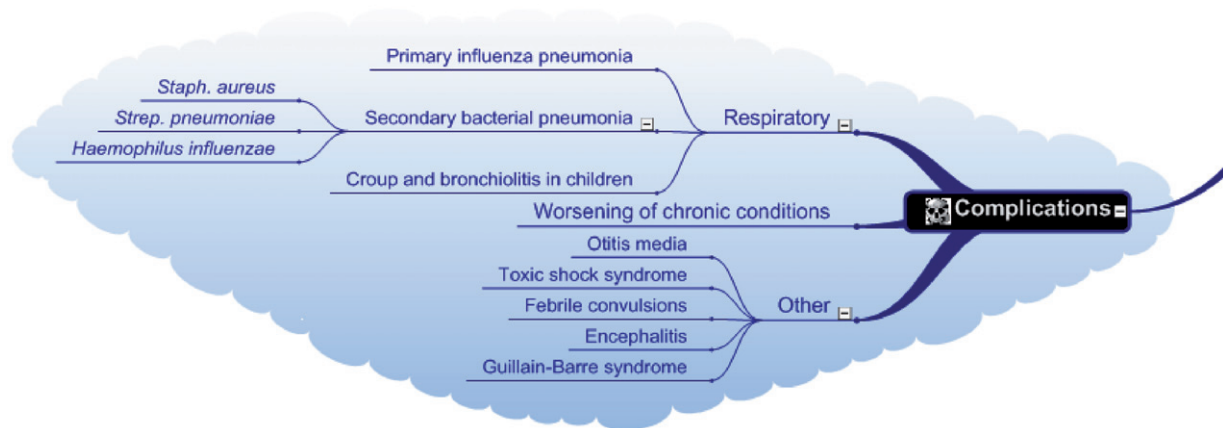 Complications
Respiratory
Primary influenza pneumonia
Secondary bacterial pneumonia
Staph. aureus
Strep. pneumoniae
Haemophilus influenzae
Croup and bronchiolitis in children
Worsening of chronic conditions
Other
Otitis media
Toxic shock syndrome
Febrile convulsions
Encephalitis
Guillain-Barre syndrome